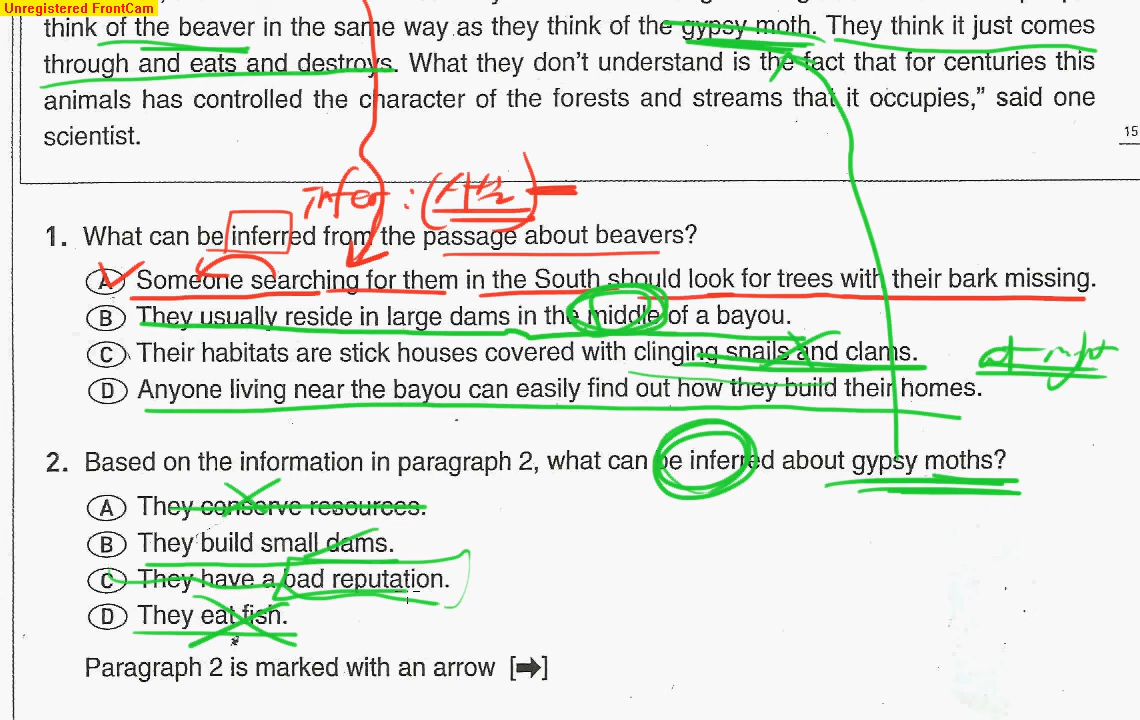 Unregistered FrontCam
think of the beaver in the same way as they think of the gypsy moth. They think it just comes
through and eats and destroys. What they don't understand is the fact that for centuries this
animals has controlled the character of the forests and streams that it occupies,” said one
scientist.
15
Infer : (
1. What can be inferred from the passage about beavers?
A Someone searching for them in the South should look for trees with their bark missing.
B They usually reside in large dams in the middle of a bayou.
C Their habitats are stick houses covered with clinging snails and clams.
at night
D Anyone living near the bayou can easily find out how they build their homes.
2. Based on the information in paragraph 2, what can be inferred about gypsy moths?
A They conserve resources.
B They build small dams.
C They have a bad reputation.
D They eat fish.
Paragraph 2 is marked with an arrow [➡]